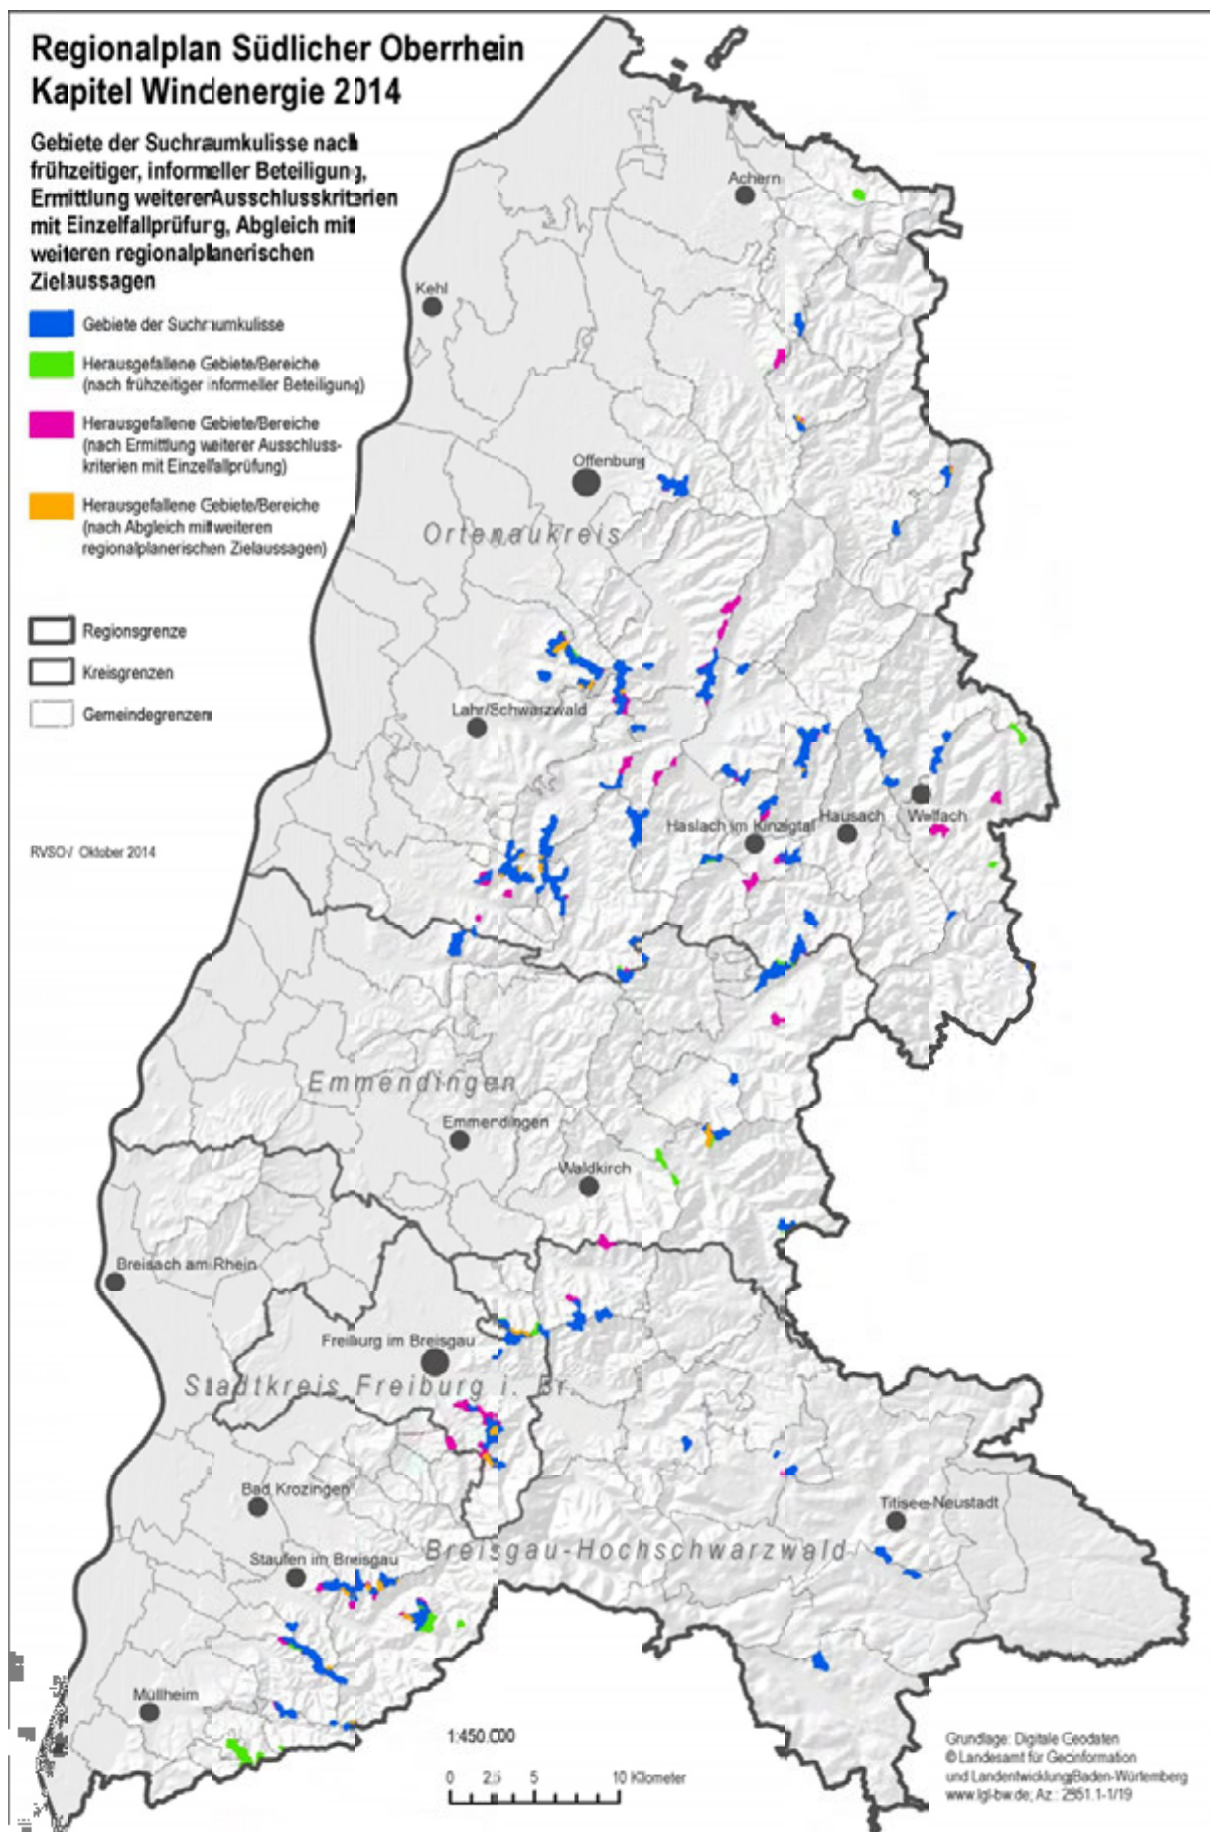 Regionalplan Südlicher Oberrhein
Kapitel Windenergie 2014
Gebiete der Suchraumkulisse nach
frühzeitiger, informeller Beteiligung,
Ermittlung weiterer Ausschlusskriterien
mit Einzelfallprüfung, Abgleich mit
weiteren regionalplanerischen
Zielaussagen
Gebiete der Suchraumkulisse
Herausgefallene Gebiete/Bereiche
(nach frühzeitiger informeller Beteiligung)
Herausgefallene Gebiete/Bereiche
(nach Ermittlung weiterer Ausschluss-
kriterien mit Einzelfallprüfung)
Herausgefallene Gebiete/Bereiche
(nach Abgleich mit weiteren
regionalplanerischen Zielaussagen)
Regionsgrenze
Kreisgrenzen
Gemeindegrenzen
RVSO / Oktober 2014
Achern
Kehl
Offenburg
Ortenaukreis
Lahr/Schwarzwald
Haslach im Kinzigtal
Hausach
Wolfach
Emmendingen
Emmendingen
Waldkirch
Breisach am Rhein
Freiburg im Breisgau
Stadtkreis Freiburg i. Br.
Bad Krozingen
Titisee-Neustadt
Staufen im Breisgau
Breisgau-Hochschwarzwald
Müllheim
1:450.000
0 2,5 5 10 Kilometer
Grundlage: Digitale Geodaten
© Landesamt für Geoinformation
und Landentwicklung Baden-Würtemberg
www.lgl-bw.de; Az.: 2851.1-1/19